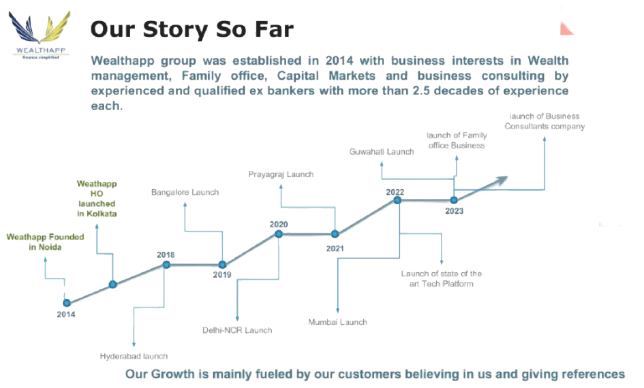 WEALTHAPP
finance simplified
Our Story So Far
Wealthapp group was established in 2014 with business interests in Wealth
management, Family office, Capital Markets and business consulting by
experienced and qualified ex bankers with more than 2.5 decades of experience
each.
launch of Business
Consultants company
launch of Family
office Business
Guwahati Launch
Prayagraj Launch
Weathapp
HO
launched
in Kolkata
Bangalore Launch
2022
2023
2020
2021
Weathapp Founded
in Noida
2018
2019
2014
Launch of state of the
art Tech Platform
Mumbai Launch
Delhi-NCR Launch
Hyderabad launch
Our Growth is mainly fueled by our customers believing in us and giving references